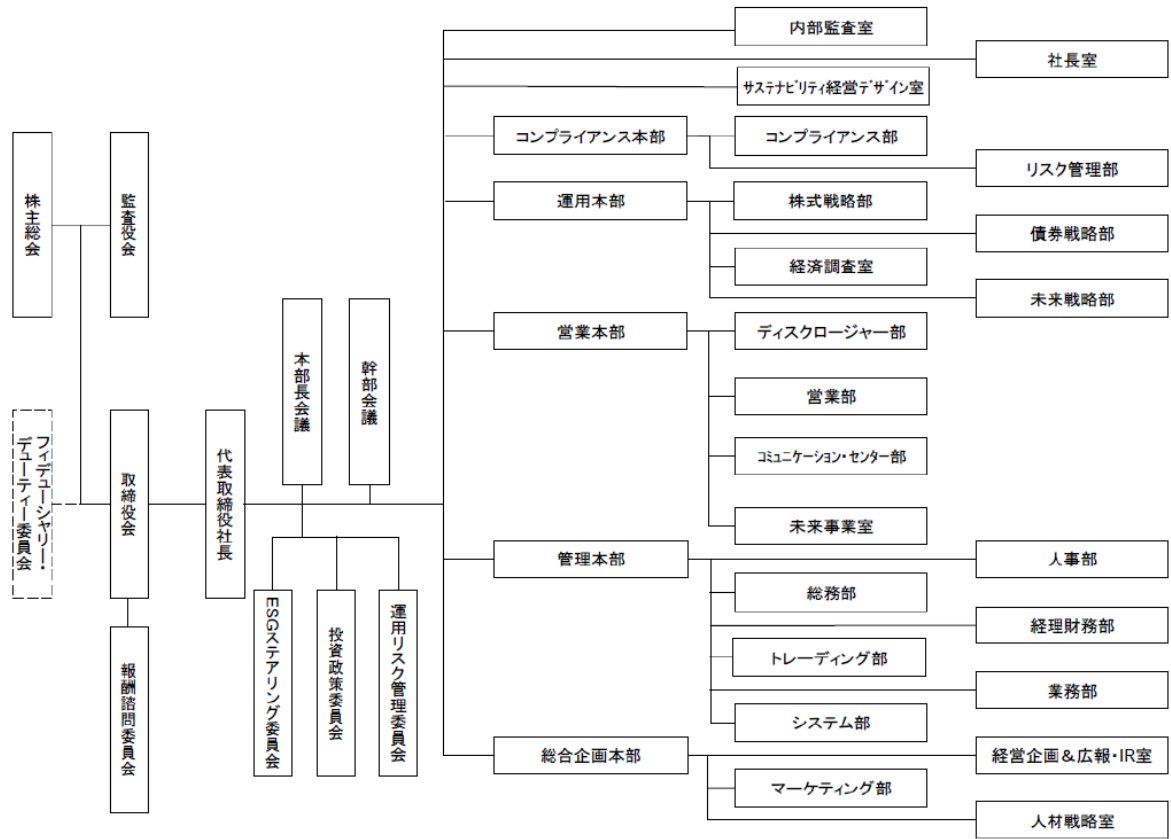 内部監査室
社長室
サステナビリティ経営デザイン室
コンプライアンス本部
コンプライアンス部
リスク管理部
運用本部
株式戦略部
債券戦略部
経済調査室
未来戦略部
営業本部
ディスクロージャー部
営業部
コミュニケーション・センター部
未来事業室
管理本部
人事部
総務部
経理財務部
トレーディング部
業務部
システム部
総合企画本部
経営企画&広報・IR室
マーケティング部
人材戦略室
株主総会
監査役会
フィデューシャリー・
デューティー委員会
取締役会
代表取締役社長
本部長会議
幹部会議
報酬諮問委員会
ESGステアリング委員会
投資政策委員会
運用リスク管理委員会